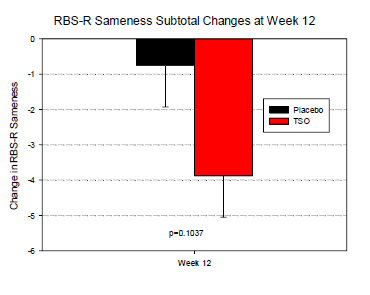 RBS-R Sameness Subtotal Changes at Week 12
Change in RBS-R Sameness
0
-1
-2
-3
-4
-5
-6
Placebo
TSO
p=0.1037
Week 12